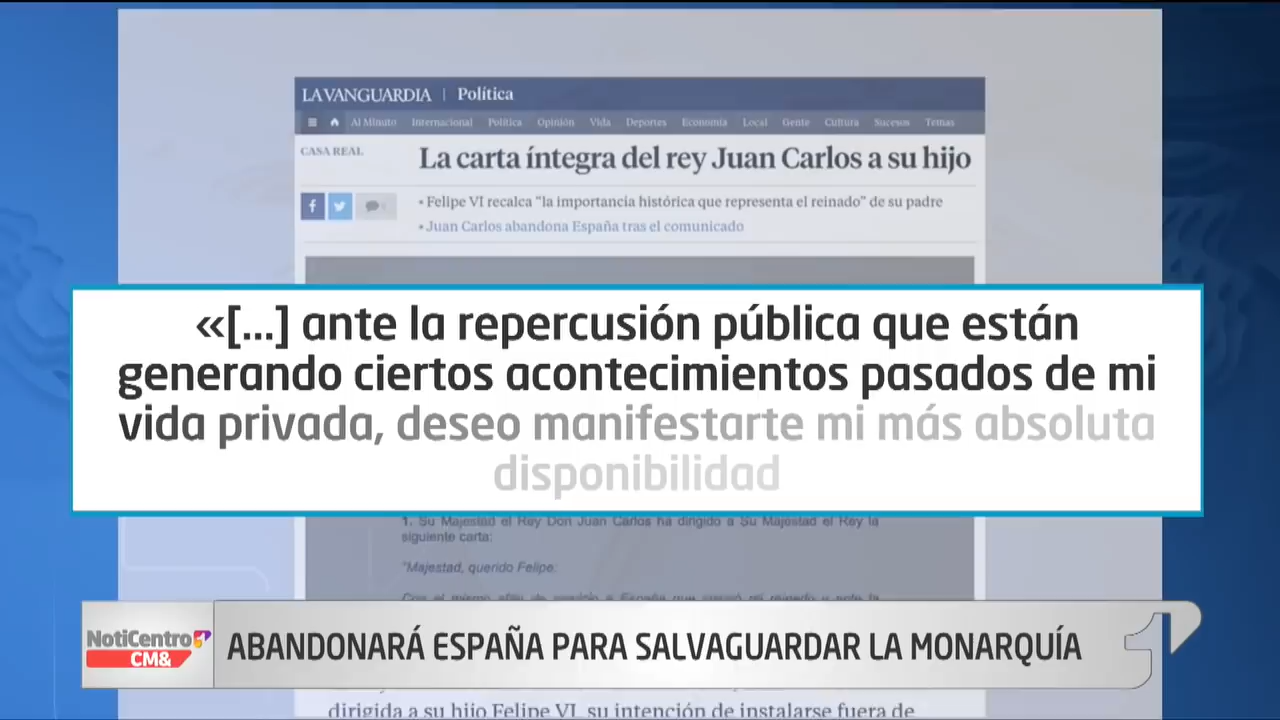 LAVANGUARDIA | Política
Al Minuto Internacional Política Opinión Vida Deportes Economía Local Gente Cultura Sucesos Temas
CASA REAL
La carta íntegra del rey Juan Carlos a su hijo
• Felipe VI recalca "la importancia histórica que representa el reinado" de su padre
• Juan Carlos abandona España tras el comunicado
«[...] ante la repercusión pública que están
generando ciertos acontecimientos pasados de mi
vida privada, deseo manifestarte mi más absoluta
disponibilidad
1. Su Majestad el Rey Don Juan Carlos ha dirigido a Su Majestad el Rey la
siguiente carta:
"Majestad, querido Felipe:
NotiCentro 1
CM&
ABANDONARÁ ESPAÑA PARA SALVAGUARDAR LA MONARQUÍA
1
dirigida a su hijo Felipe VI, su intención de instalarse fuera de